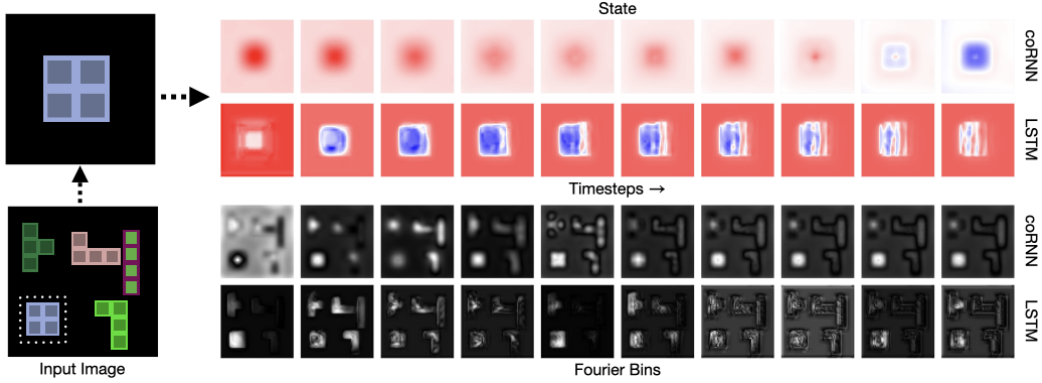 State
coRNN
LSTM
Timesteps →
coRNN
LSTM
Input Image
Fourier Bins